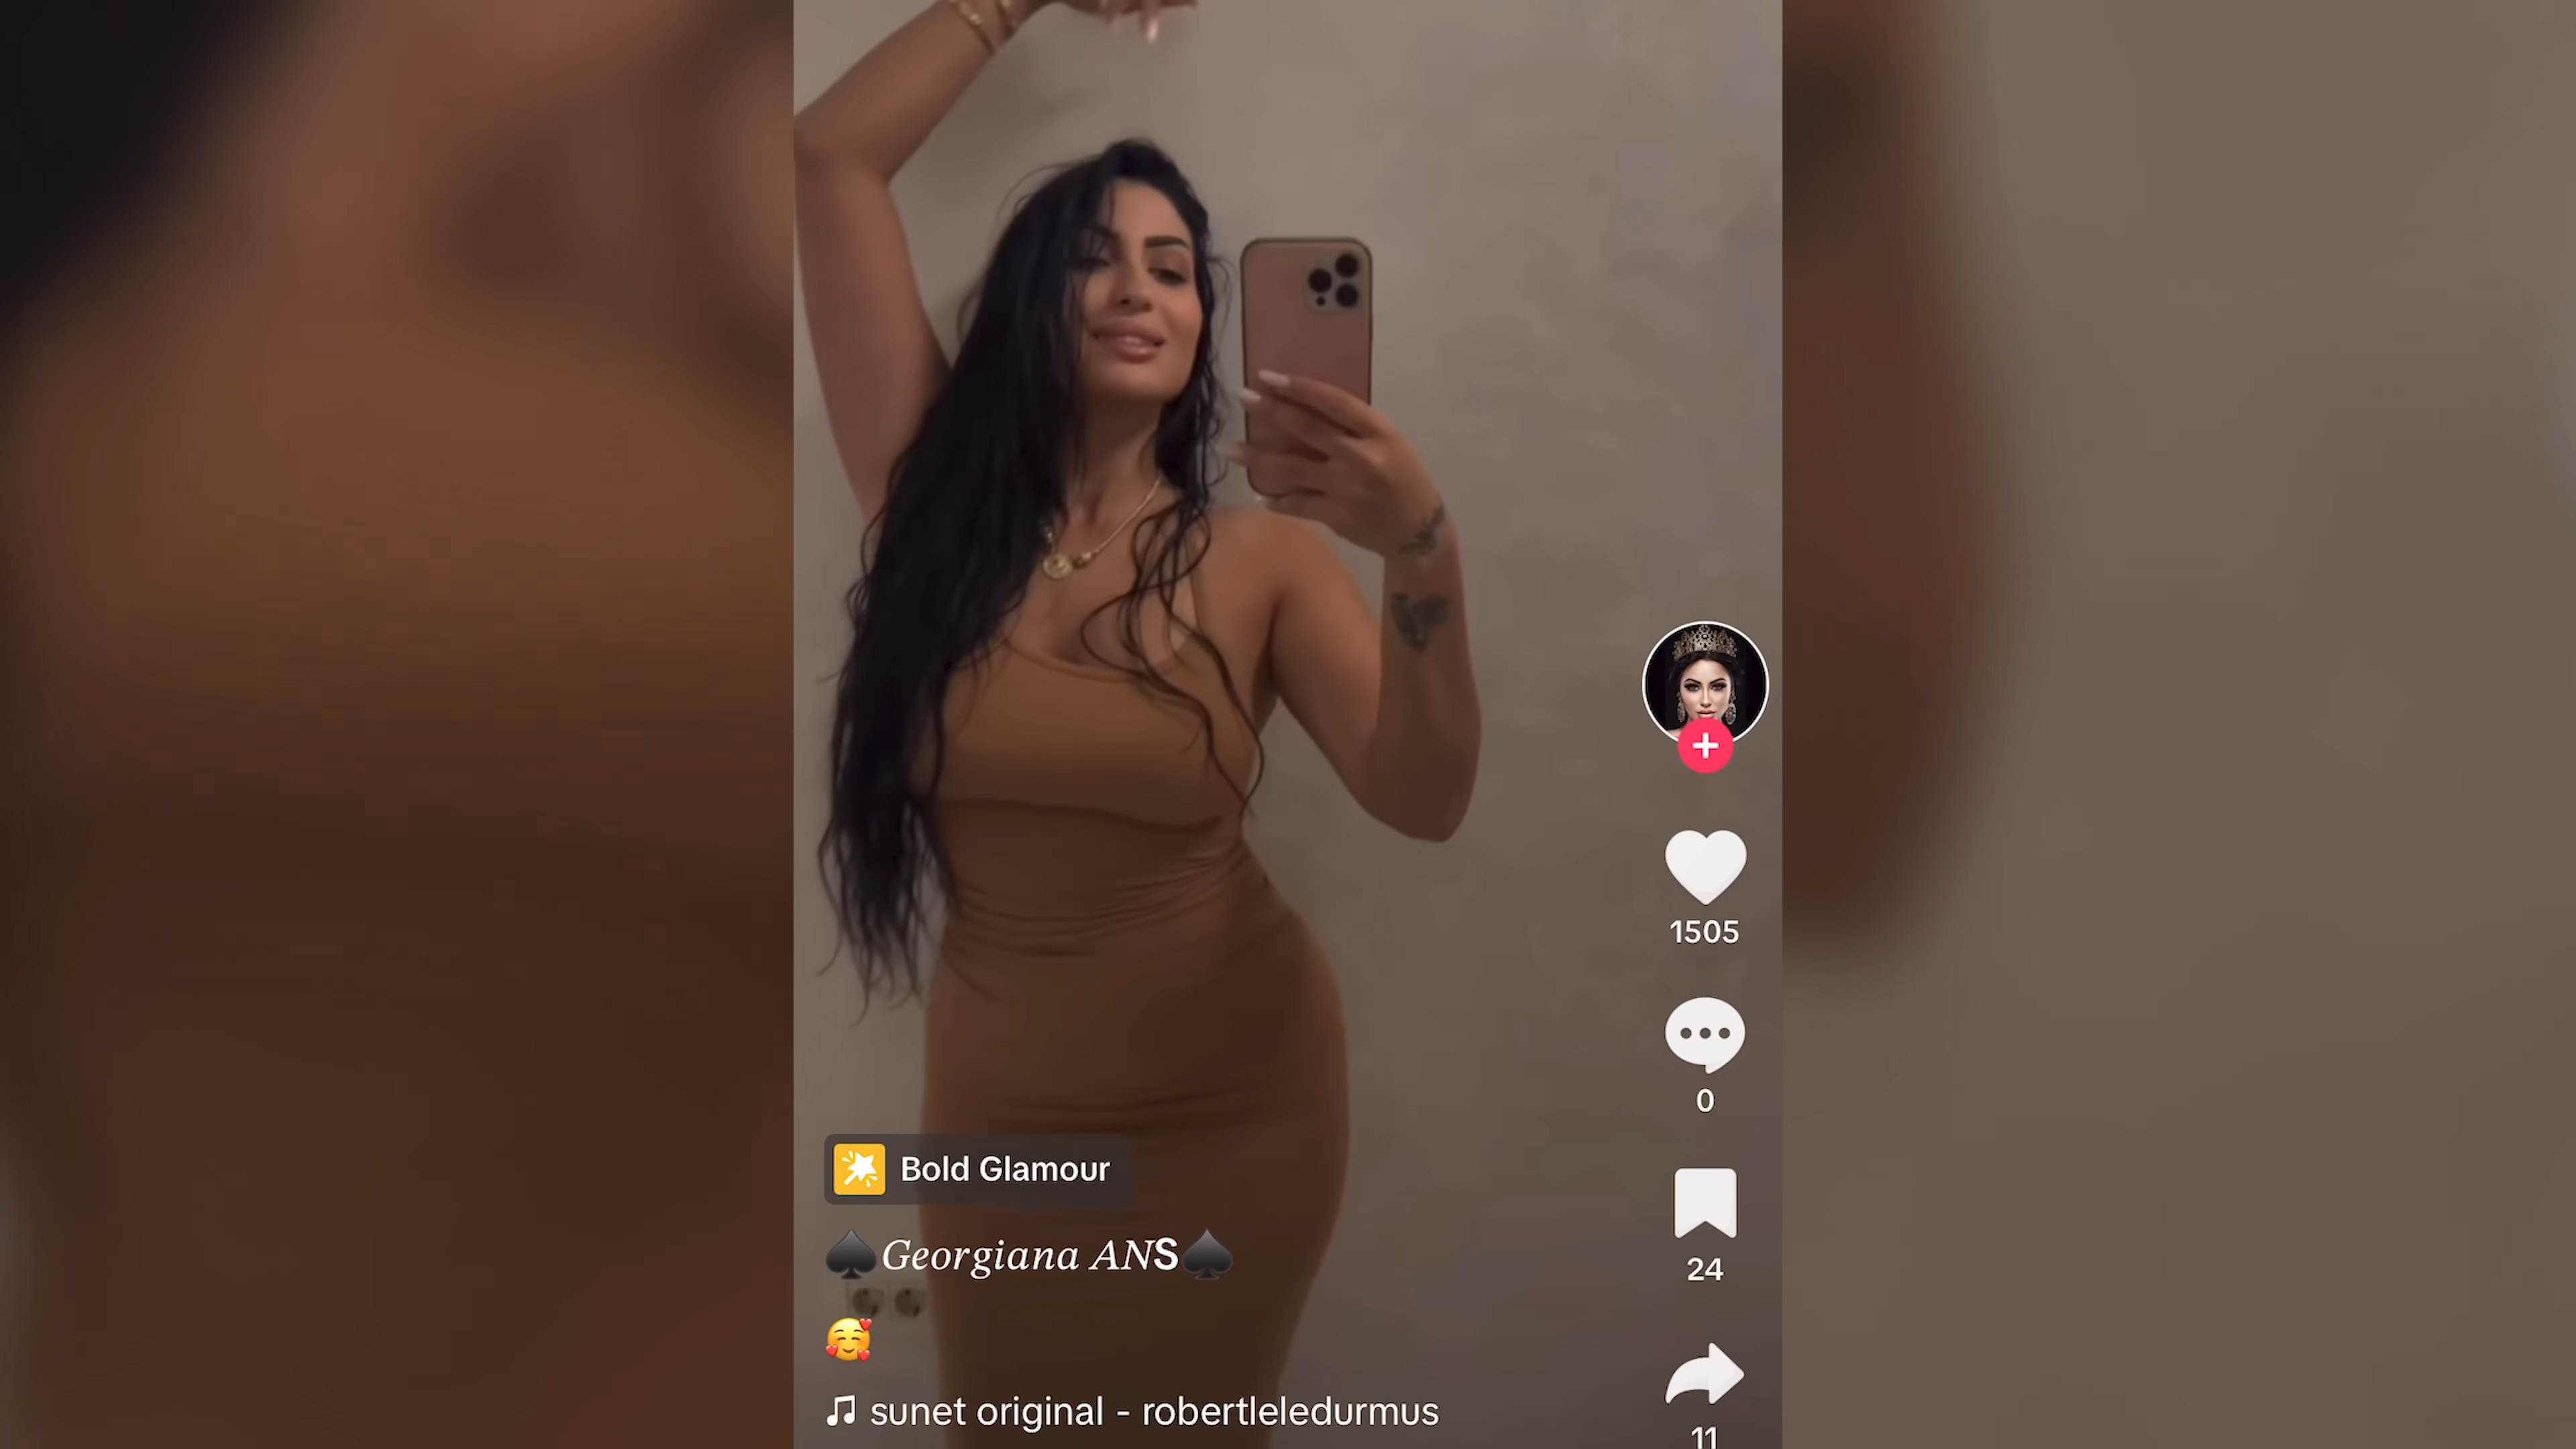 1505
0
24
Bold Glamour
♠️Georgiana ANS♠️
🥰
sunet original - robertleledurmus
11